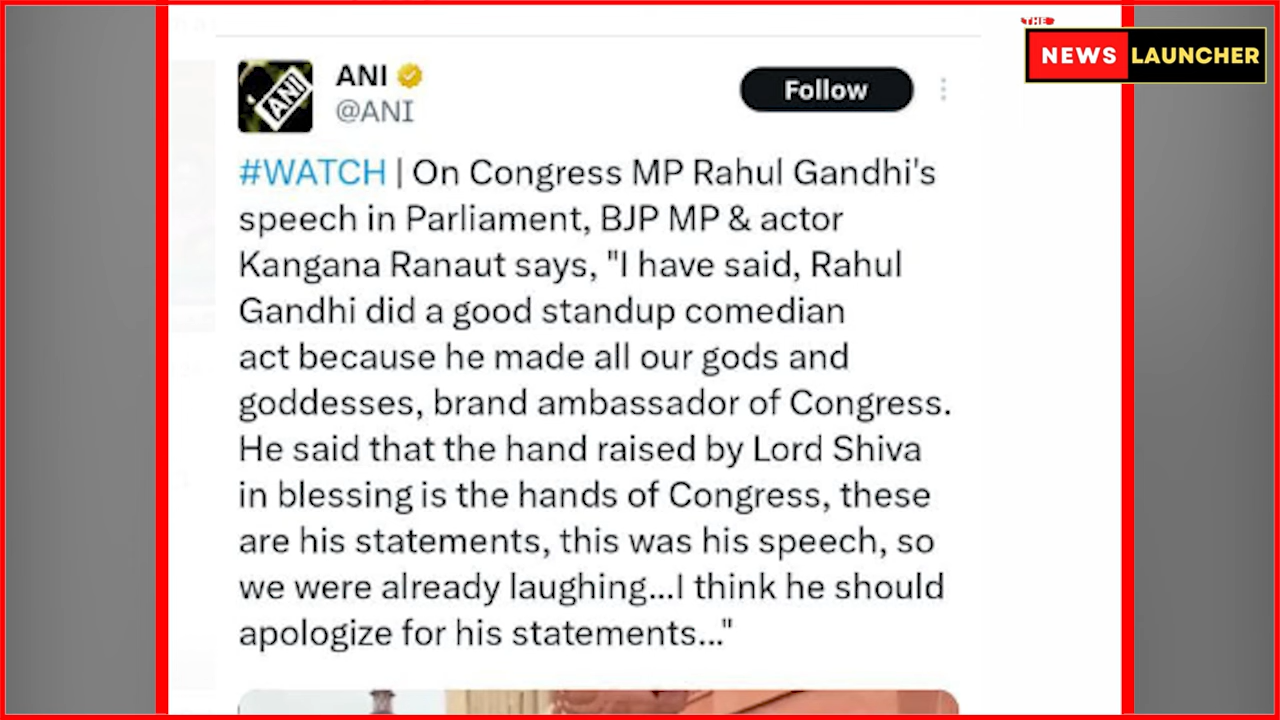 THE
NEWS LAUNCHER
ANI
Follow
@ANI
#WATCH | On Congress MP Rahul Gandhi's
speech in Parliament, BJP MP & actor
Kangana Ranaut says, "I have said, Rahul
Gandhi did a good standup comedian
act because he made all our gods and
goddesses, brand ambassador of Congress.
He said that the hand raised by Lord Shiva
in blessing is the hands of Congress, these
are his statements, this was his speech, so
we were already laughing...I think he should
apologize for his statements..."